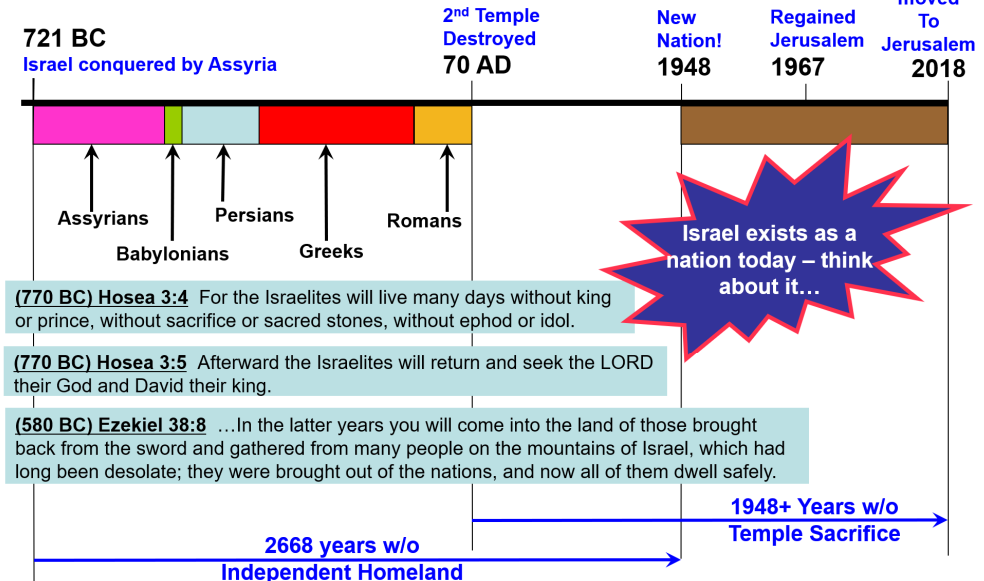 721 BC
Israel conquered by Assyria
2nd Temple
Destroyed
70 AD
New
Nation!
1948
Regained
Jerusalem
1967
moved
To
Jerusalem
2018
Assyrians
Babylonians
Persians
Greeks
Romans
Israel exists as a
nation today – think
about it…
(770 BC) Hosea 3:4 For the Israelites will live many days without king
or prince, without sacrifice or sacred stones, without ephod or idol.
(770 BC) Hosea 3:5 Afterward the Israelites will return and seek the LORD
their God and David their king.
(580 BC) Ezekiel 38:8 …In the latter years you will come into the land of those brought
back from the sword and gathered from many people on the mountains of Israel, which had
long been desolate; they were brought out of the nations, and now all of them dwell safely.
1948+ Years w/o
Temple Sacrifice
2668 years w/o
Independent Homeland